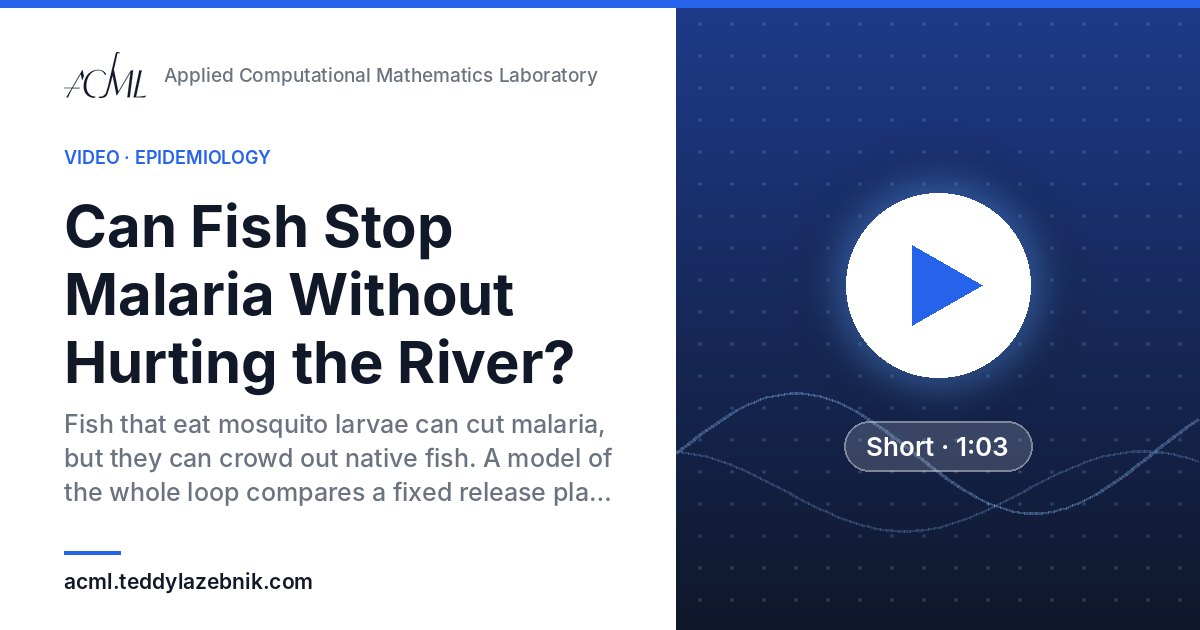 ACML
Applied Computational Mathematics Laboratory
VIDEO · EPIDEMIOLOGY
Can Fish Stop
Malaria Without
Hurting the River?
Fish that eat mosquito larvae can cut malaria,
but they can crowd out native fish. A model of
the whole loop compares a fixed release pla...
acml.teddylazebnik.com
Short · 1:03